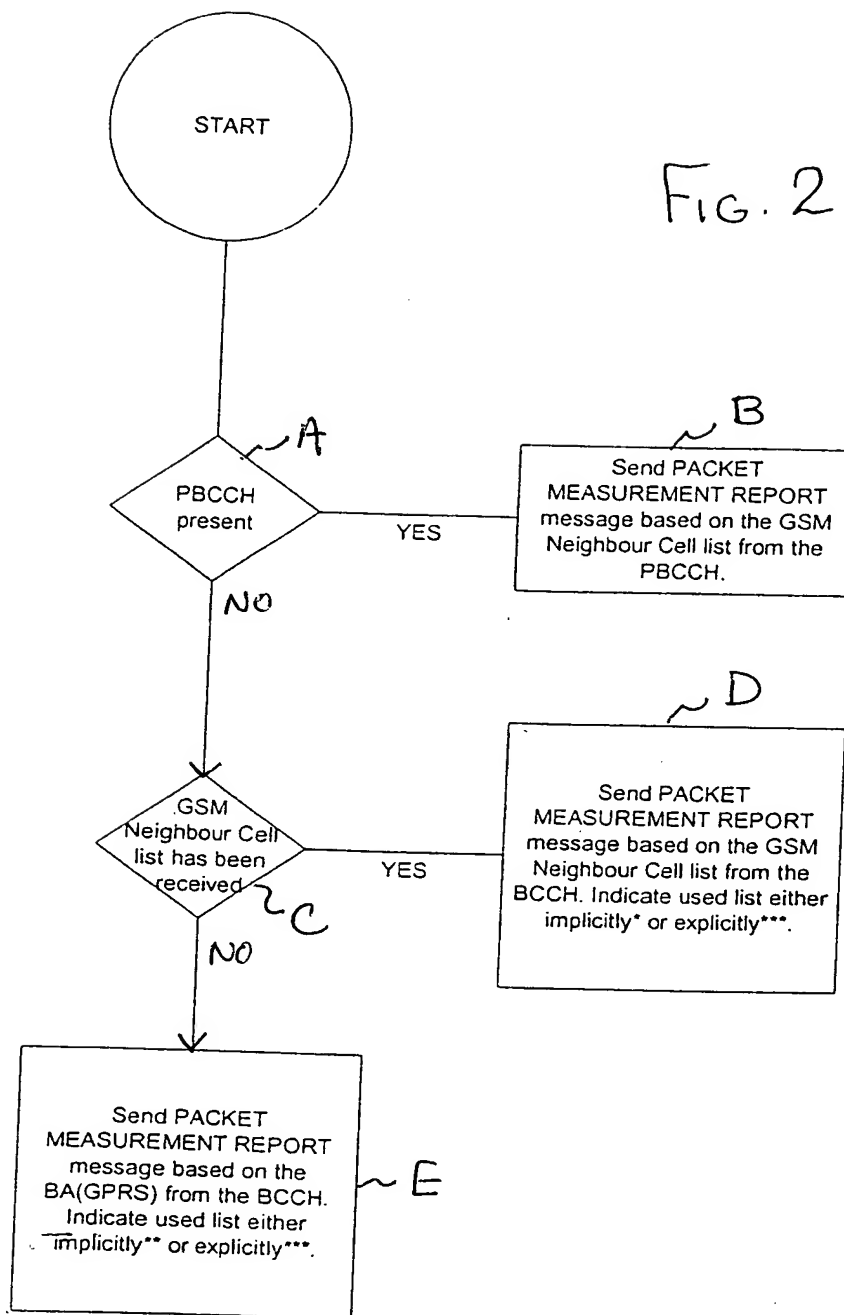 START
FIG. 2
A
PBCCH
present
YES
NO
B
Send PACKET
MEASUREMENT REPORT
message based on the GSM
Neighbour Cell list from the
PBCCH.
GSM
Neighbour Cell
list has been
received
C
YES
NO
D
Send PACKET
MEASUREMENT REPORT
message based on the GSM
Neighbour Cell list from the
BCCH. Indicate used list either
implicitly* or explicitly***.
Send PACKET
MEASUREMENT REPORT
message based on the
BA(GPRS) from the BCCH.
Indicate used list either
implicitly** or explicitly***.
E